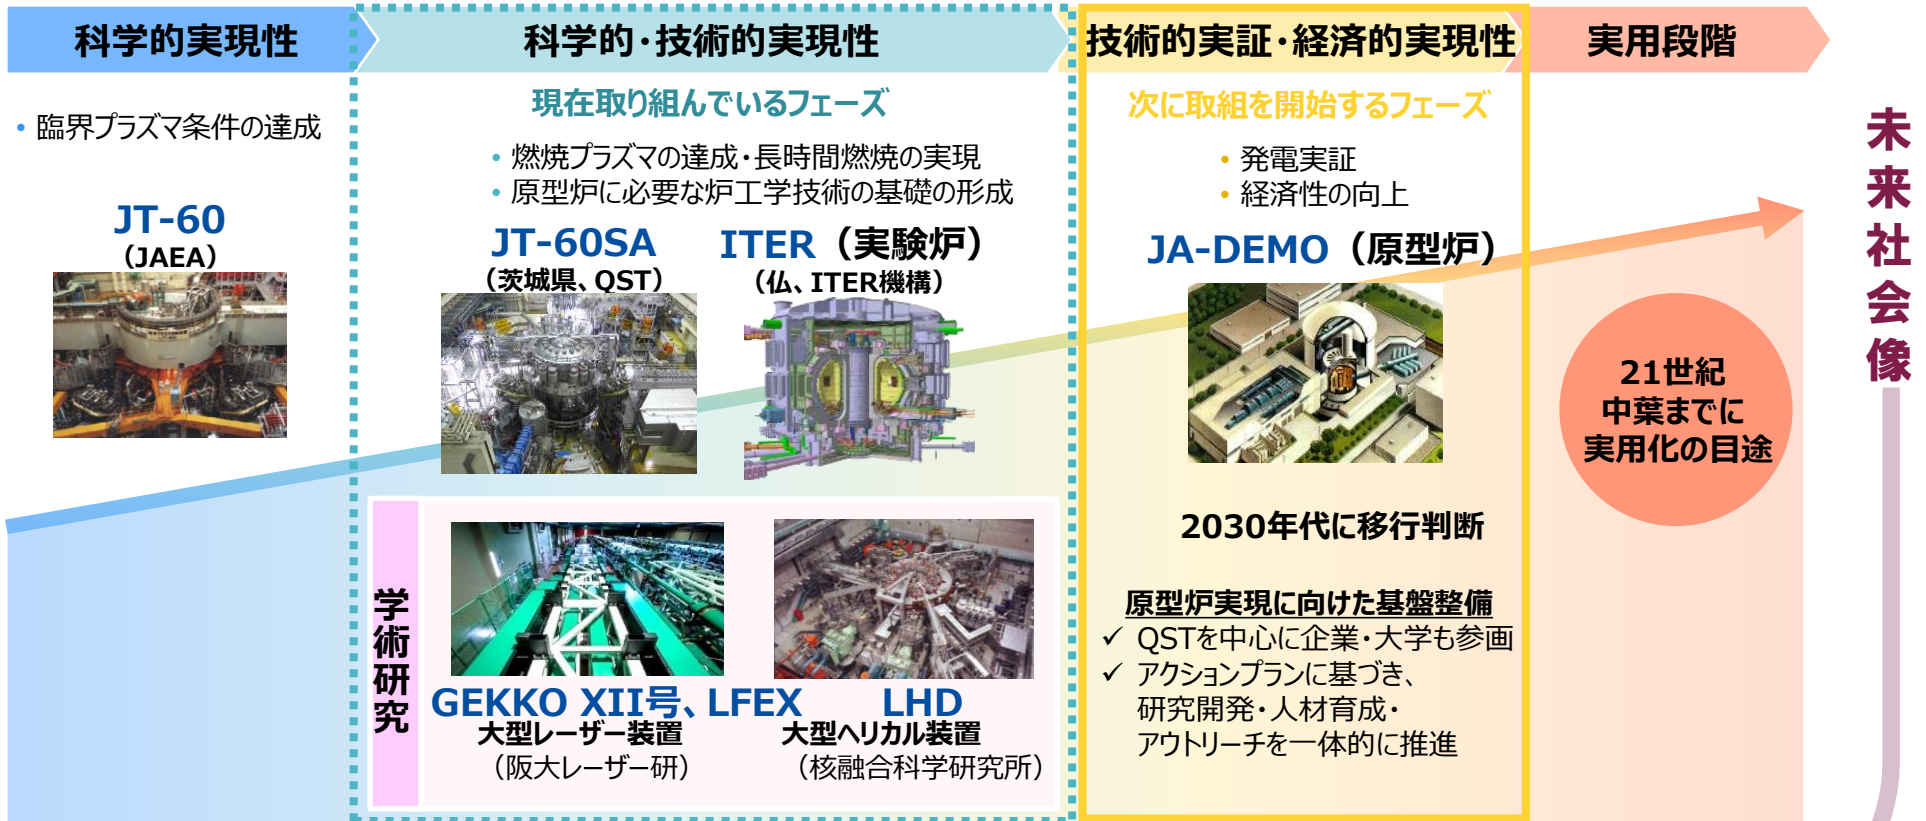 科学的実現性
科学的・技術的実現性
技術的実証・経済的実現性
実用段階
• 臨界プラズマ条件の達成
JT-60
(JAEA)
現在取り組んでいるフェーズ
• 燃焼プラズマの達成・長時間燃焼の実現
• 原型炉に必要な炉工学技術の基礎の形成
JT-60SA
(茨城県、QST)
ITER（実験炉）
(仏、ITER機構)
学術研究
GEKKO XII号、LFEX
大型レーザー装置
（阪大レーザー研）
LHD
大型ヘリカル装置
（核融合科学研究所）
次に取組を開始するフェーズ
• 発電実証
• 経済性の向上
JA-DEMO（原型炉）
2030年代に移行判断
原型炉実現に向けた基盤整備
✓ QSTを中心に企業・大学も参画
✓ アクションプランに基づき、
研究開発・人材育成・
アウトリーチを一体的に推進
21世紀
中葉までに
実用化の目途
未来社会像